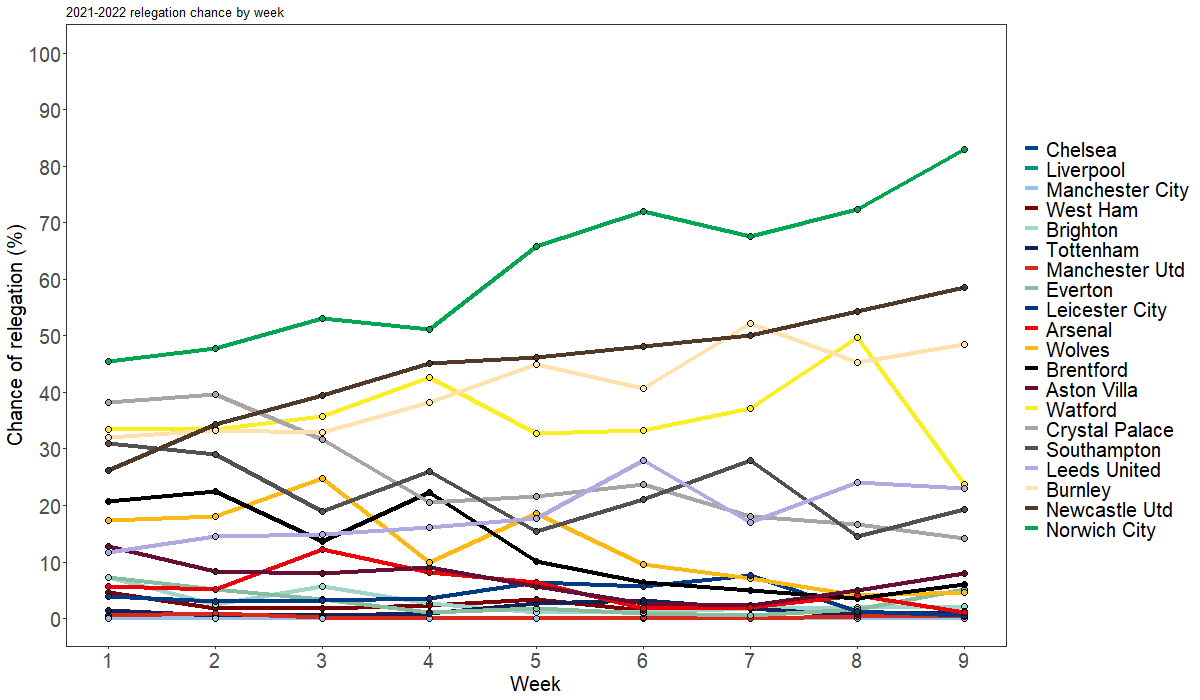 2021-2022 relegation chance by week
Chance of relegation (%)
100
90
80
70
60
50
40
30
20
10
0
1 2 3 4 5 6 7 8 9
Week
Chelsea
Liverpool
Manchester City
West Ham
Brighton
Tottenham
Manchester Utd
Everton
Leicester City
Arsenal
Wolves
Brentford
Aston Villa
Watford
Crystal Palace
Southampton
Leeds United
Burnley
Newcastle Utd
Norwich City